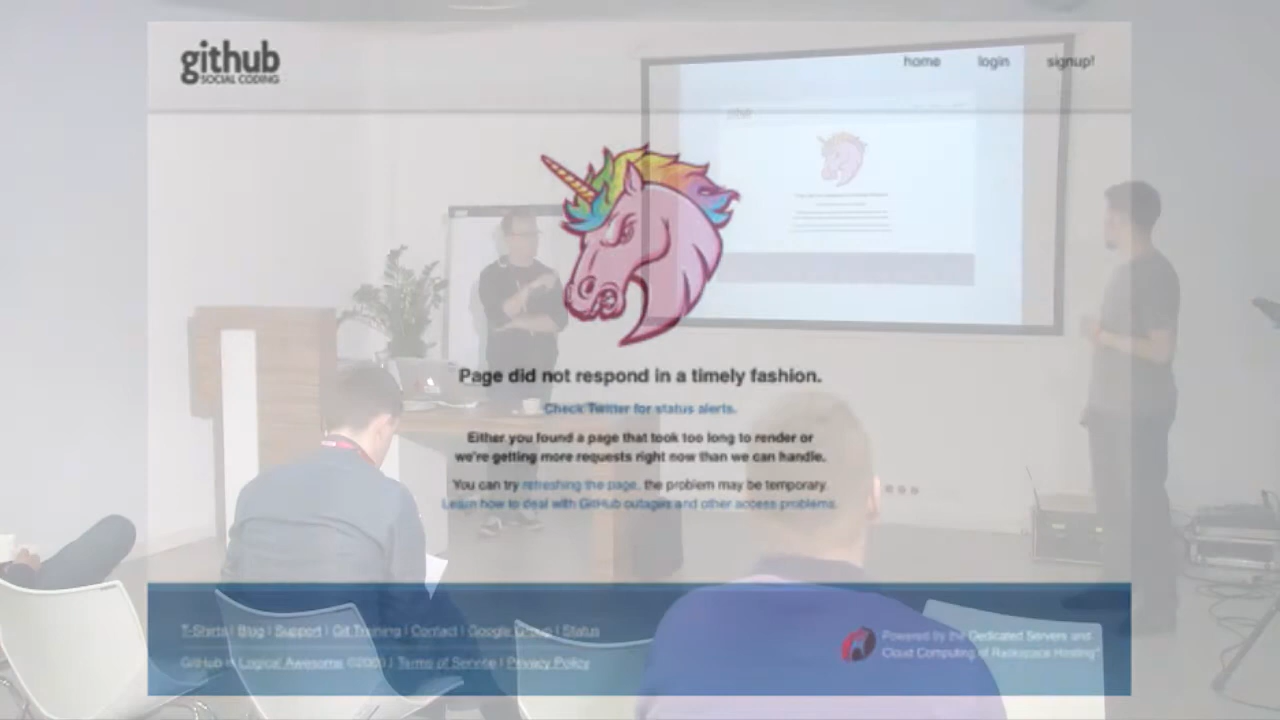 github
SOCIAL CODING
home login signup!
Page did not respond in a timely fashion.
Check Twitter for status alerts.
Either you found a page that took too long to render or
we're getting more requests right now than we can handle.
You can try refreshing the page, the problem may be temporary.
Learn how to deal with GitHub outages and other access problems.
T-Shirts | Blog | Support | Git Training | Contact | Google Group | Status
GitHub is Logical Awesome | Terms of Service | Privacy Policy
Powered by the Dedicated Servers and
Cloud Computing of Rackspace Hosting